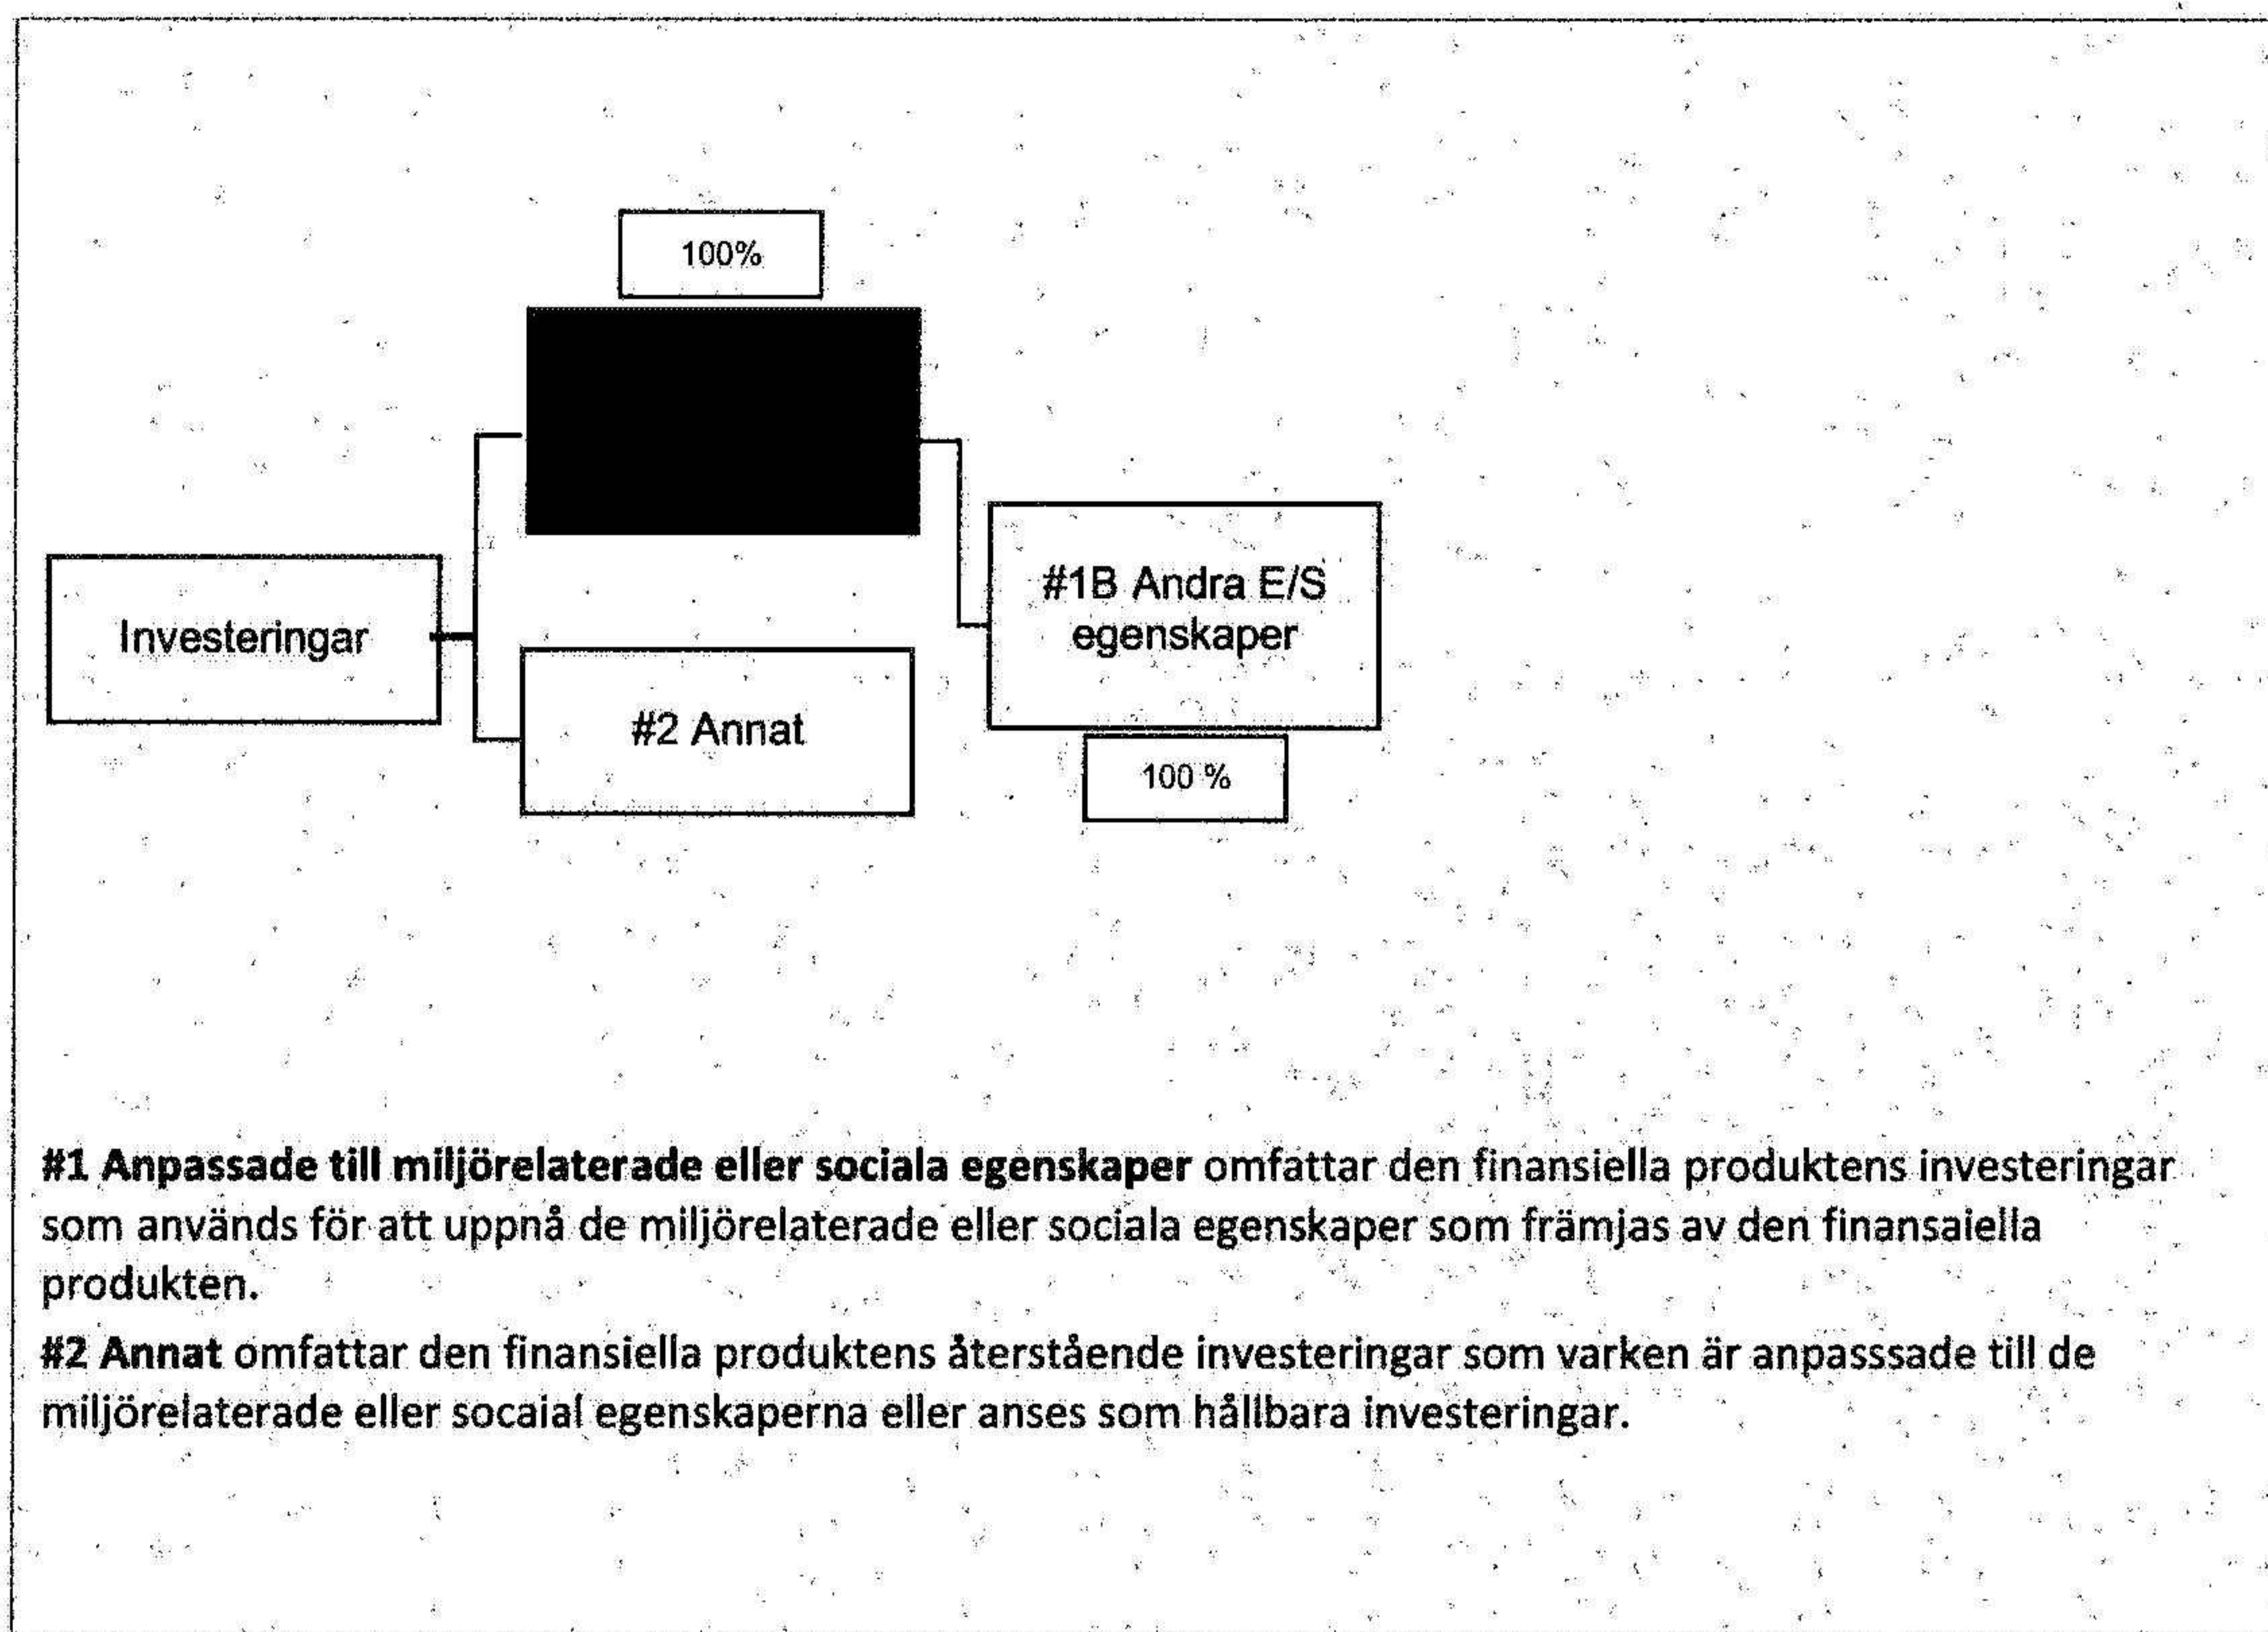 100%
#1B Andra E/S
egenskaper
Investeringar
#2 Annat
100 %
#1 Anpassade till miljörelaterade eller sociala egenskaper omfattar den finansiella produktens investeringar
som används för att uppnå de miljörelaterade eller sociala egenskaper som främjas av den finansaiella
produkten.
#2 Annat omfattar den finansiella produktens återstående investeringar som varken är anpasssade till de
miljörelaterade eller socaial egenskaperna eller anses som hållbara investeringar.